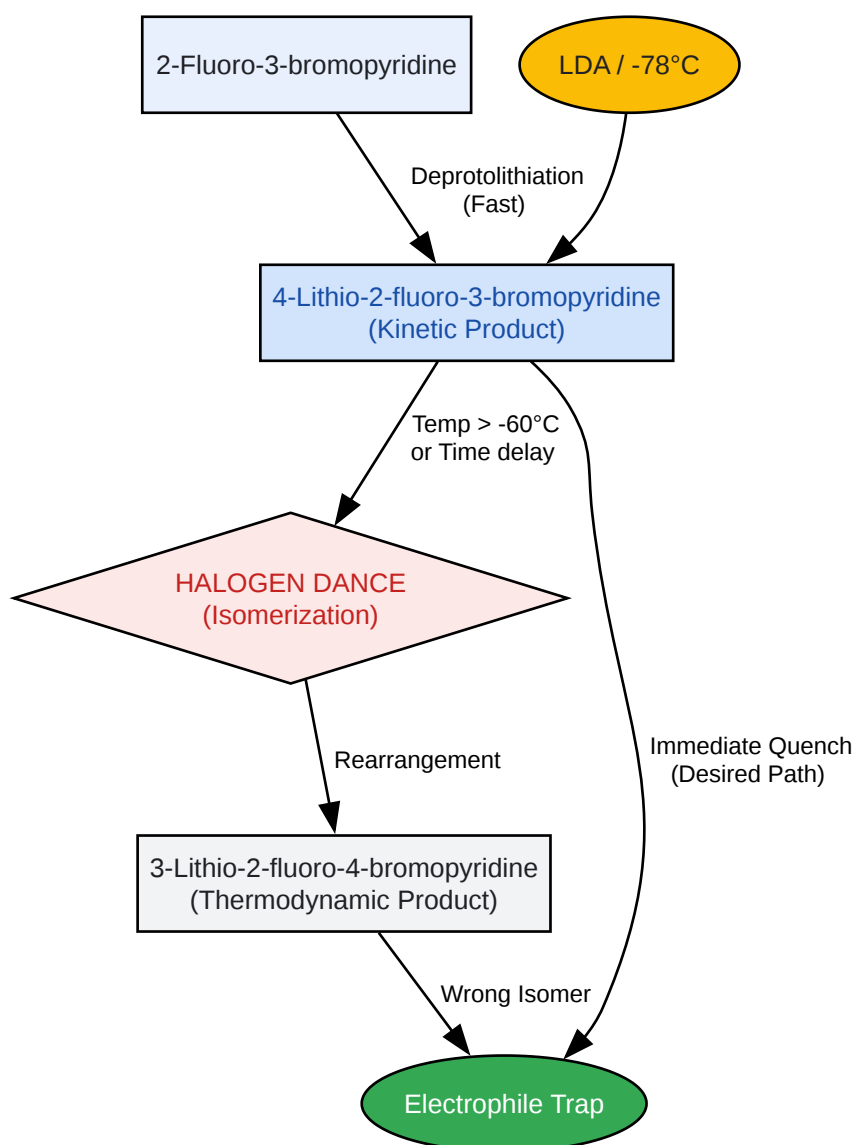 2-Fluoro-3-bromopyridine
LDA / -78°C
Deprotolithiation
(Fast)
4-Lithio-2-fluoro-3-bromopyridine
(Kinetic Product)
Temp > -60°C
or Time delay
HALOGEN DANCE
(Isomerization)
Immediate Quench
(Desired Path)
Rearrangement
3-Lithio-2-fluoro-4-bromopyridine
(Thermodynamic Product)
Wrong Isomer
Electrophile Trap